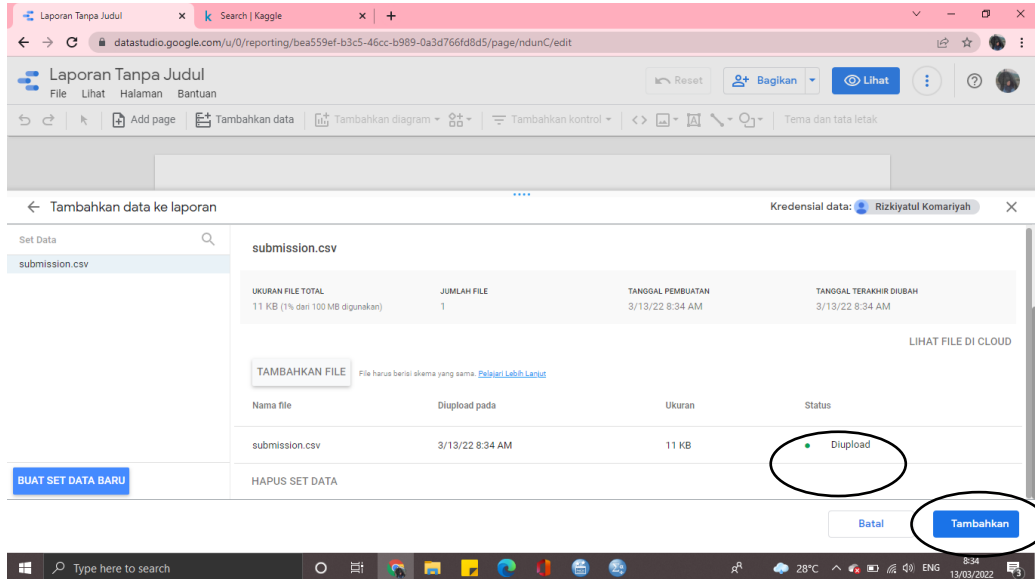 Laporan Tanpa Judul
Search | Kaggle
datastudio.google.com/u/0/reporting/bea559ef-b3c5-46cc-b989-0a3d766fd8d5/page/ndunC/edit
Laporan Tanpa Judul
File Lihat Halaman Bantuan
Reset
Bagikan
Lihat
Add page
Tambahkan data
Tambahkan diagram
Tambahkan kontrol
Tema dan tata letak
Tambahkan data ke laporan
Kredensial data: Rizkiyatul Komariyah
Set Data
submission.csv
submission.csv
UKURAN FILE TOTAL JUMLAH FILE TANGGAL PEMBUATAN TANGGAL TERAKHIR DIUBAH
11 KB (1% dari 100 MB digunakan) 1 3/13/22 8:34 AM 3/13/22 8:34 AM
LIHAT FILE DI CLOUD
TAMBAHKAN FILE File harus berisi skema yang sama. Pelajari Lebih Lanjut
Nama file Diupload pada Ukuran Status
submission.csv 3/13/22 8:34 AM 11 KB Diupload
BUAT SET DATA BARU
HAPUS SET DATA
Batal Tambahkan
Type here to search
28°C
ENG
8:34
13/03/2022
3